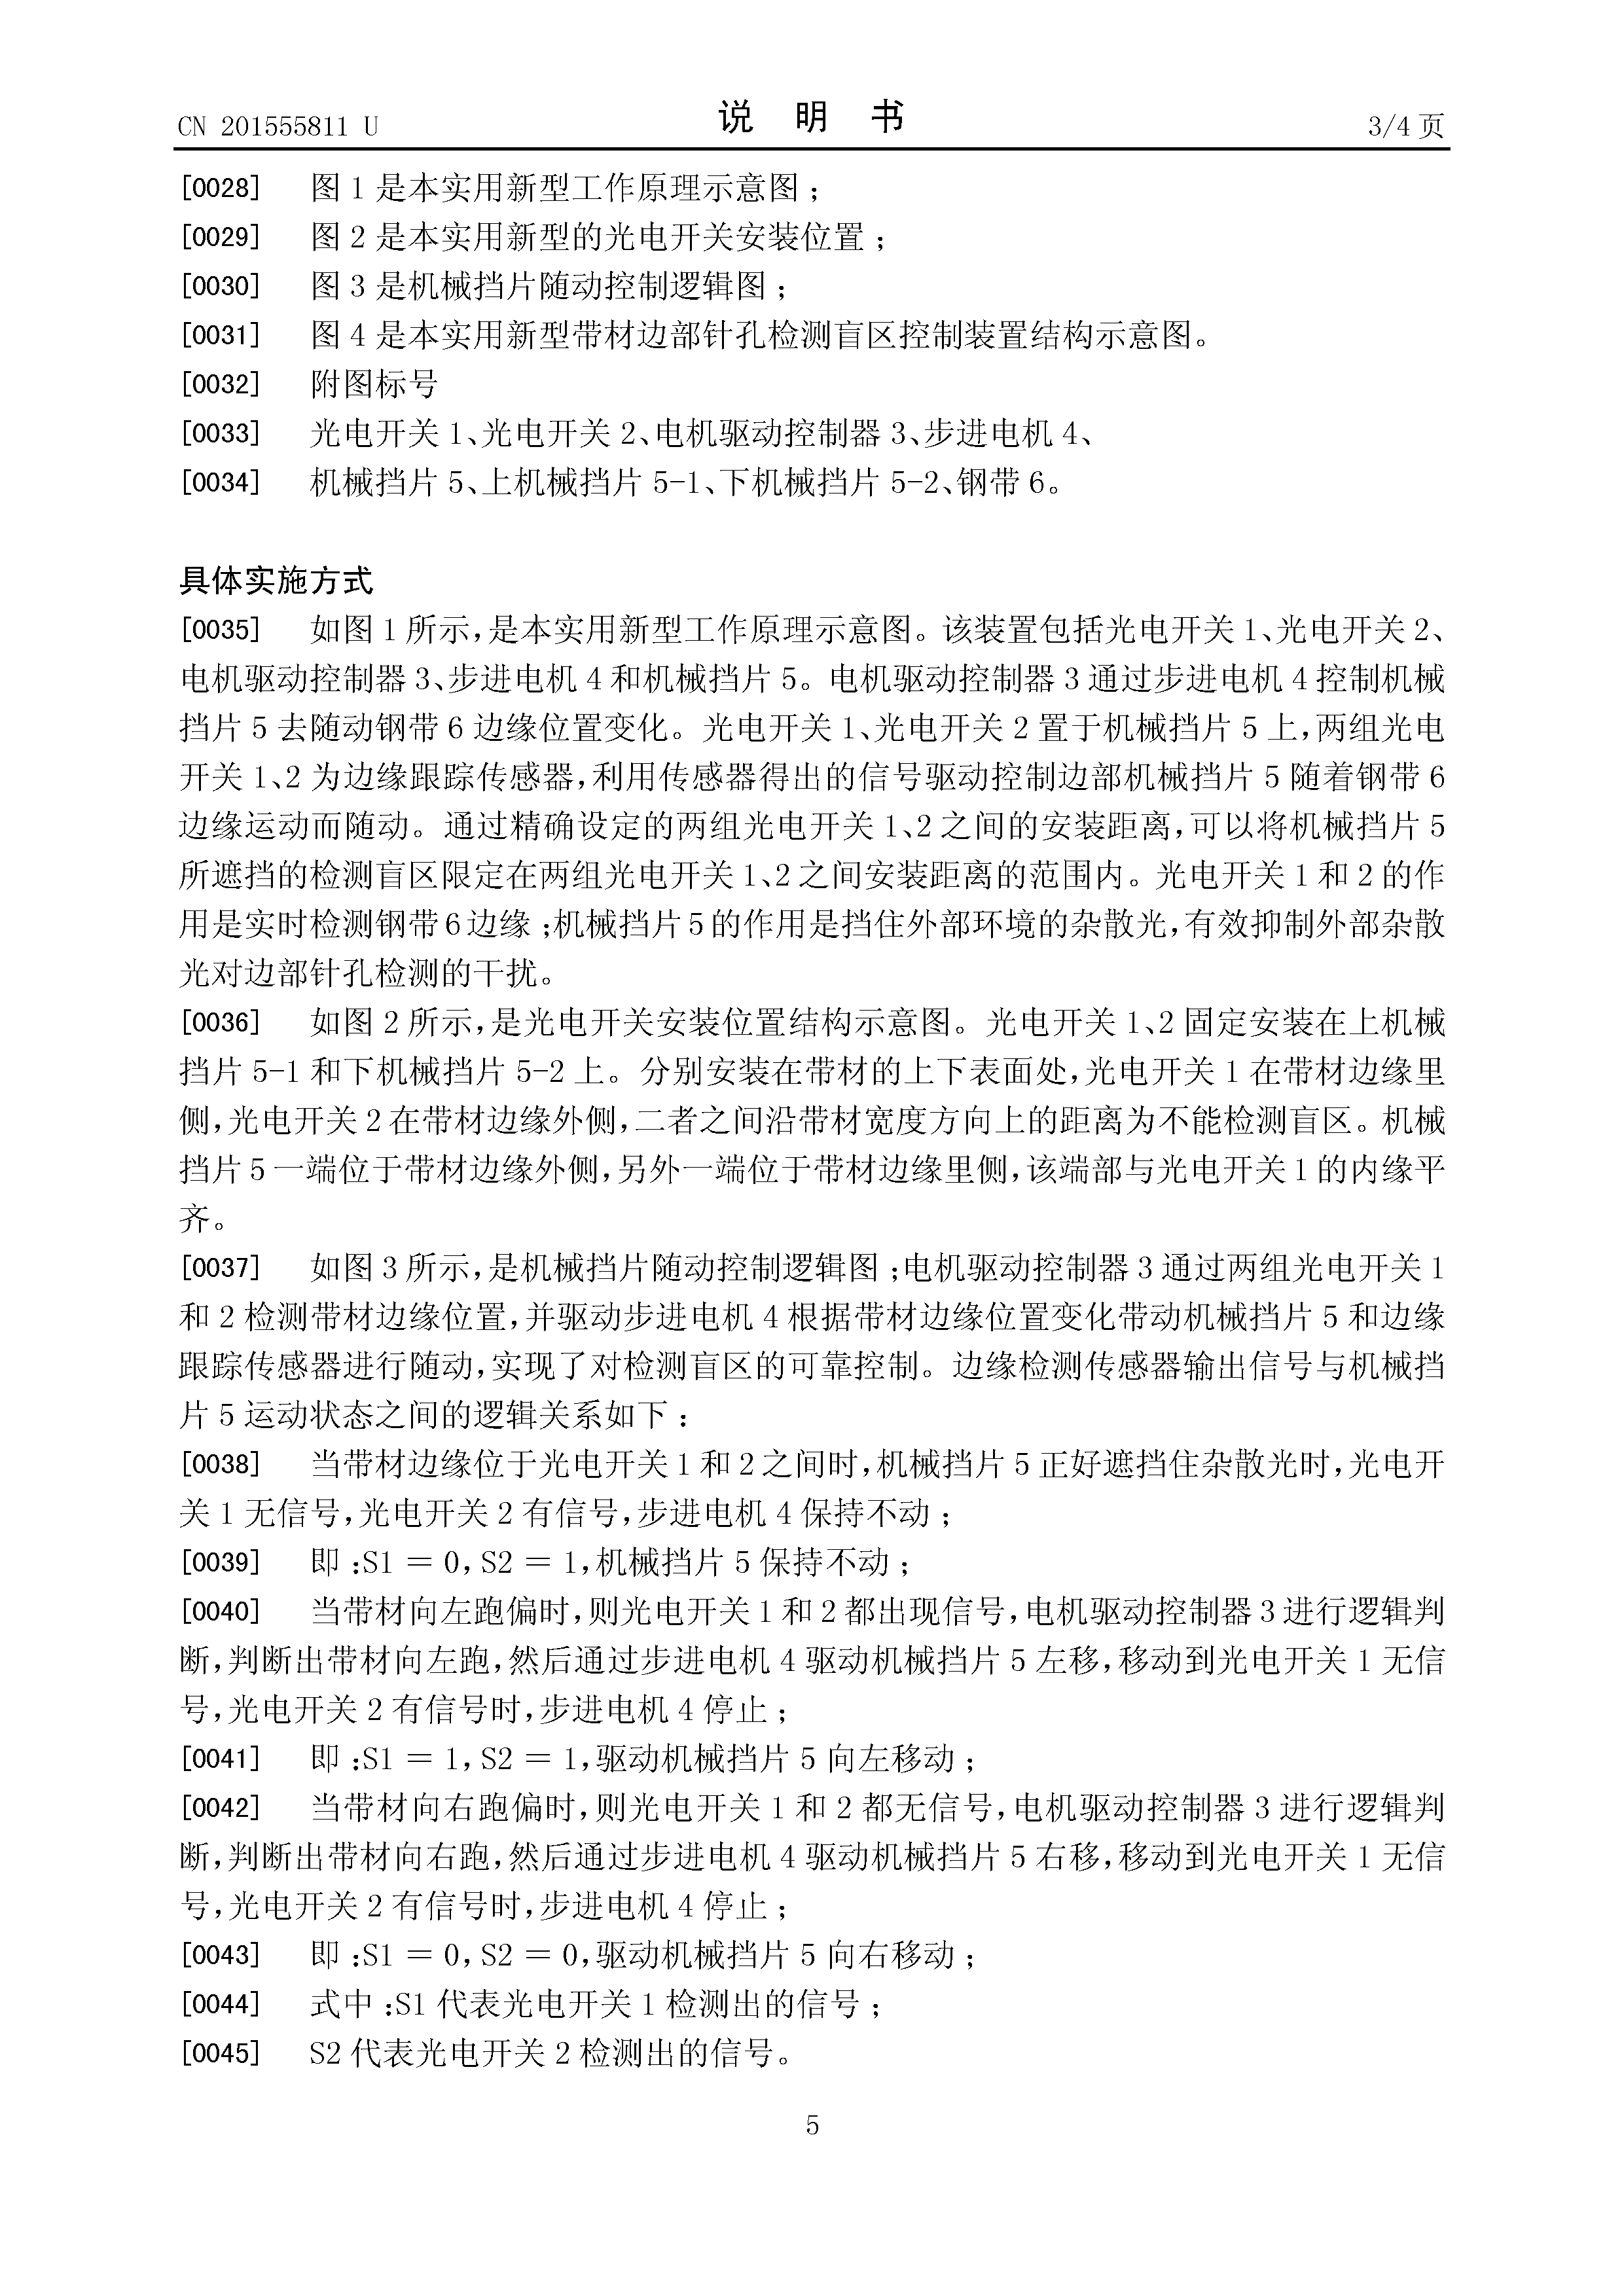 CN 201555811 U
说 明 书
3/4 页
[0028] 图 1 是本实用新型工作原理示意图；
[0029] 图 2 是本实用新型的光电开关安装位置；
[0030] 图 3 是机械挡片随动控制逻辑图；
[0031] 图 4 是本实用新型带材边部针孔检测盲区控制装置结构示意图。
[0032] 附图标号
[0033] 光电开关 1、光电开关 2、电机驱动控制器 3、步进电机 4、
[0034] 机械挡片 5、上机械挡片 5-1、下机械挡片 5-2、钢带 6。
具体实施方式
[0035] 如图 1 所示，是本实用新型工作原理示意图。该装置包括光电开关 1、光电开关 2、
电机驱动控制器 3、步进电机 4 和机械挡片 5。电机驱动控制器 3 通过步进电机 4 控制机械
挡片 5 去随动钢带 6 边缘位置变化。光电开关 1、光电开关 2 置于机械挡片 5 上，两组光电
开关 1、2 为边缘跟踪传感器，利用传感器得出的信号驱动控制边部机械挡片 5 随着钢带 6
边缘运动而随动。通过精确设定的两组光电开关 1、2 之间的安装距离，可以将机械挡片 5
所遮挡的检测盲区限定在两组光电开关 1、2 之间安装距离的范围内。光电开关 1 和 2 的作
用是实时检测钢带 6 边缘；机械挡片 5 的作用是挡住外部环境的杂散光，有效抑制外部杂散
光对边部针孔检测的干扰。
[0036] 如图 2 所示，是光电开关安装位置结构示意图。光电开关 1、2 固定安装在上机械
挡片 5-1 和下机械挡片 5-2 上。分别安装在带材的上下表面处，光电开关 1 在带材边缘里
侧，光电开关 2 在带材边缘外侧，二者之间沿带材宽度方向上的距离为不能检测盲区。机械
挡片 5 一端位于带材边缘外侧，另外一端位于带材边缘里侧，该端部与光电开关 1 的内缘平
齐。
[0037] 如图 3 所示，是机械挡片随动控制逻辑图；电机驱动控制器 3 通过两组光电开关 1
和 2 检测带材边缘位置，并驱动步进电机 4 根据带材边缘位置变化带动机械挡片 5 和边缘
跟踪传感器进行随动，实现了对检测盲区的可靠控制。边缘检测传感器输出信号与机械挡
片 5 运动状态之间的逻辑关系如下：
[0038] 当带材边缘位于光电开关 1 和 2 之间时，机械挡片 5 正好遮挡住杂散光时，光电开
关 1 无信号，光电开关 2 有信号，步进电机 4 保持不动；
[0039] 即：S1 = 0，S2 = 1，机械挡片 5 保持不动；
[0040] 当带材向左跑偏时，则光电开关 1 和 2 都出现信号，电机驱动控制器 3 进行逻辑判
断，判断出带材向左跑，然后通过步进电机 4 驱动机械挡片 5 左移，移动到光电开关 1 无信
号，光电开关 2 有信号时，步进电机 4 停止；
[0041] 即：S1 = 1，S2 = 1，驱动机械挡片 5 向左移动；
[0042] 当带材向右跑偏时，则光电开关 1 和 2 都无信号，电机驱动控制器 3 进行逻辑判
断，判断出带材向右跑，然后通过步进电机 4 驱动机械挡片 5 右移，移动到光电开关 1 无信
号，光电开关 2 有信号时，步进电机 4 停止；
[0043] 即：S1 = 0，S2 = 0，驱动机械挡片 5 向右移动；
[0044] 式中：S1 代表光电开关 1 检测出的信号；
[0045] S2 代表光电开关 2 检测出的信号。
5